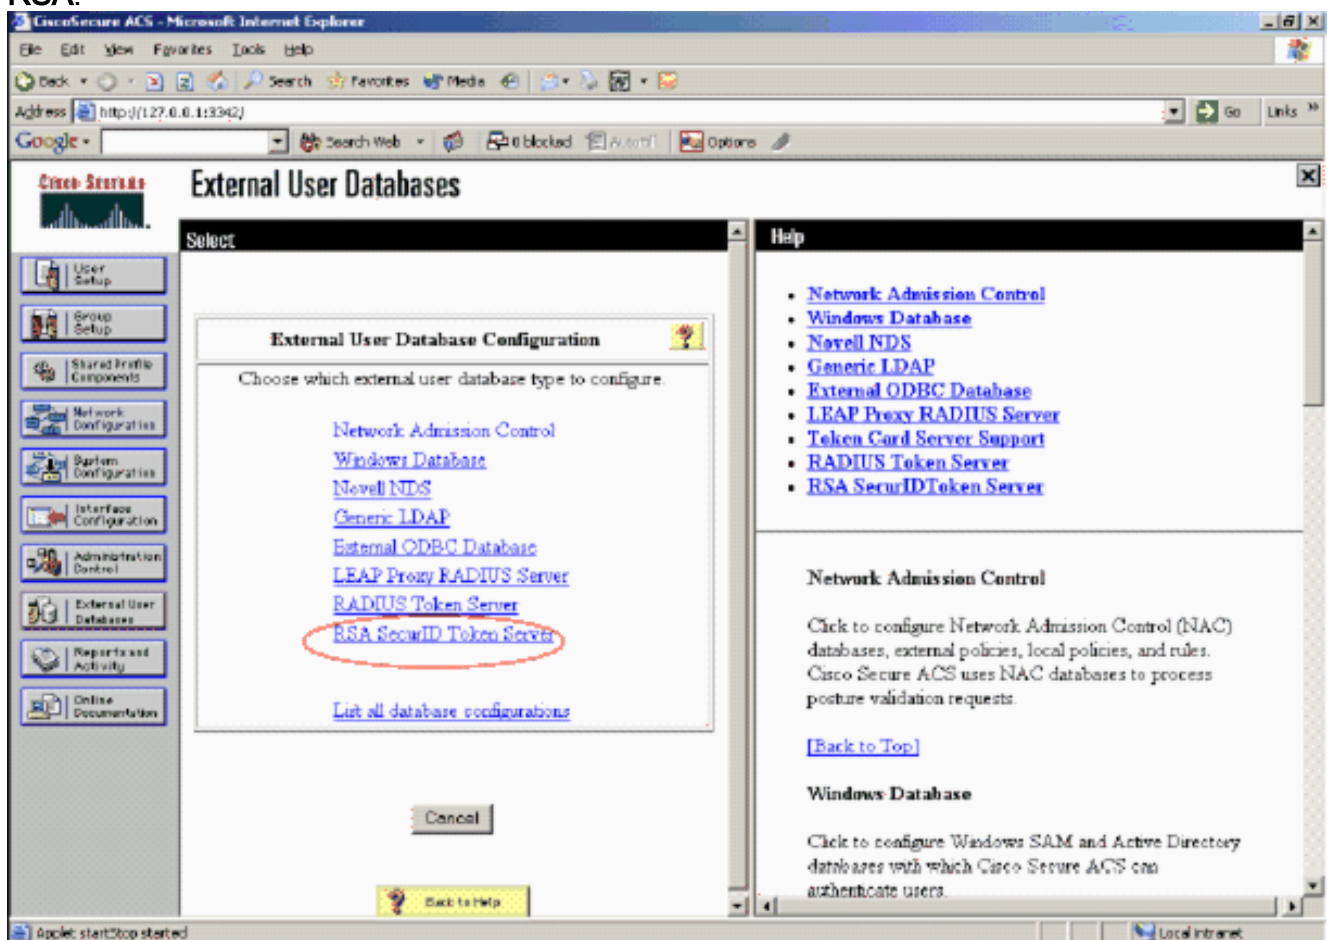 RSA.
CiscoSecure ACS - Microsoft Internet Explorer
File Edit View Favorites Tools Help
Back Search Favorites Media
Address http://127.0.0.1:3342/ Go Links »
Google Search Web 0 blocked AutoFill Options
Cisco Systems
External User Databases
Select
User Setup
Group Setup
Shared Profile Components
Network Configuration
System Configuration
Interface Configuration
Administration Control
External User Databases
Reports and Activity
Online Documentation
External User Database Configuration
Choose which external user database type to configure.
Network Admission Control
Windows Database
Novell NDS
Generic LDAP
External ODBC Database
LEAP Proxy RADIUS Server
RADIUS Token Server
RSA SecurID Token Server
List all database configurations
Cancel
Back to Help
Help
Network Admission Control
Windows Database
Novell NDS
Generic LDAP
External ODBC Database
LEAP Proxy RADIUS Server
Token Card Server Support
RADIUS Token Server
RSA SecurIDToken Server
Network Admission Control
Click to configure Network Admission Control (NAC)
databases, external policies, local policies, and rules.
Cisco Secure ACS uses NAC databases to process
posture validation requests.
[Back to Top]
Windows Database
Click to configure Windows SAM and Active Directory
databases with which Cisco Secure ACS can
authenticate users.
Applet startStop started
Local intranet